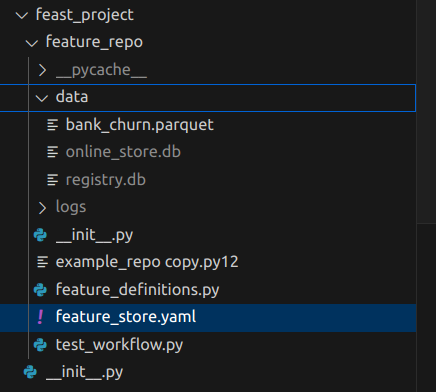 feast_project
feature_repo
__pycache__
data
bank_churn.parquet
online_store.db
registry.db
logs
__init__.py
example_repo copy.py12
feature_definitions.py
! feature_store.yaml
test_workflow.py
__init__.py